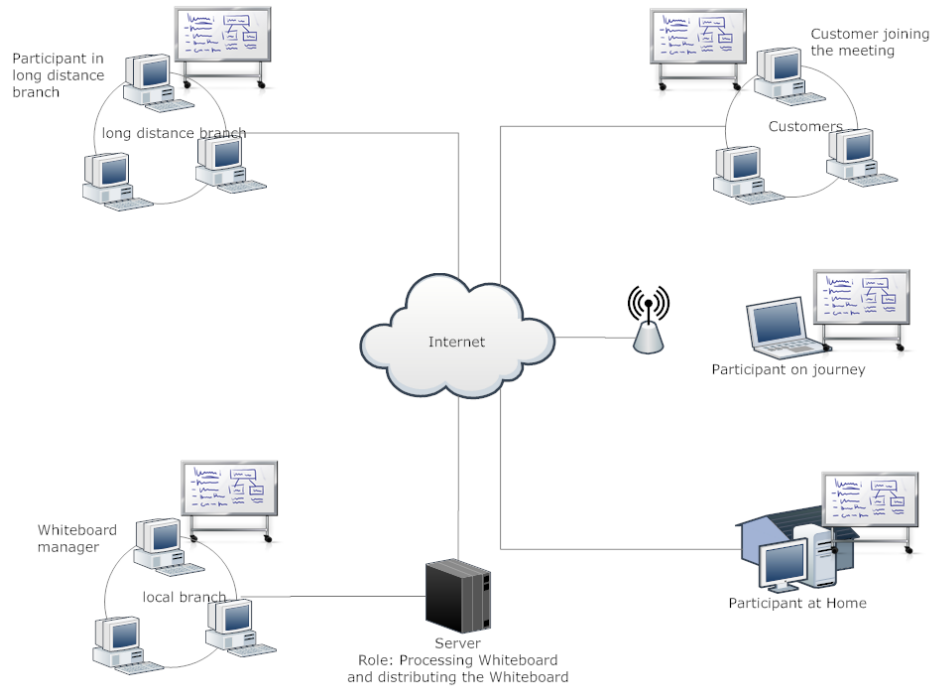 Participant in
long distance
branch
long distance branch
Customer joining
the meeting
Customers
Internet
Participant on journey
Whiteboard
manager
local branch
Participant at Home
Server
Role: Processing Whiteboard
and distributing the Whiteboard